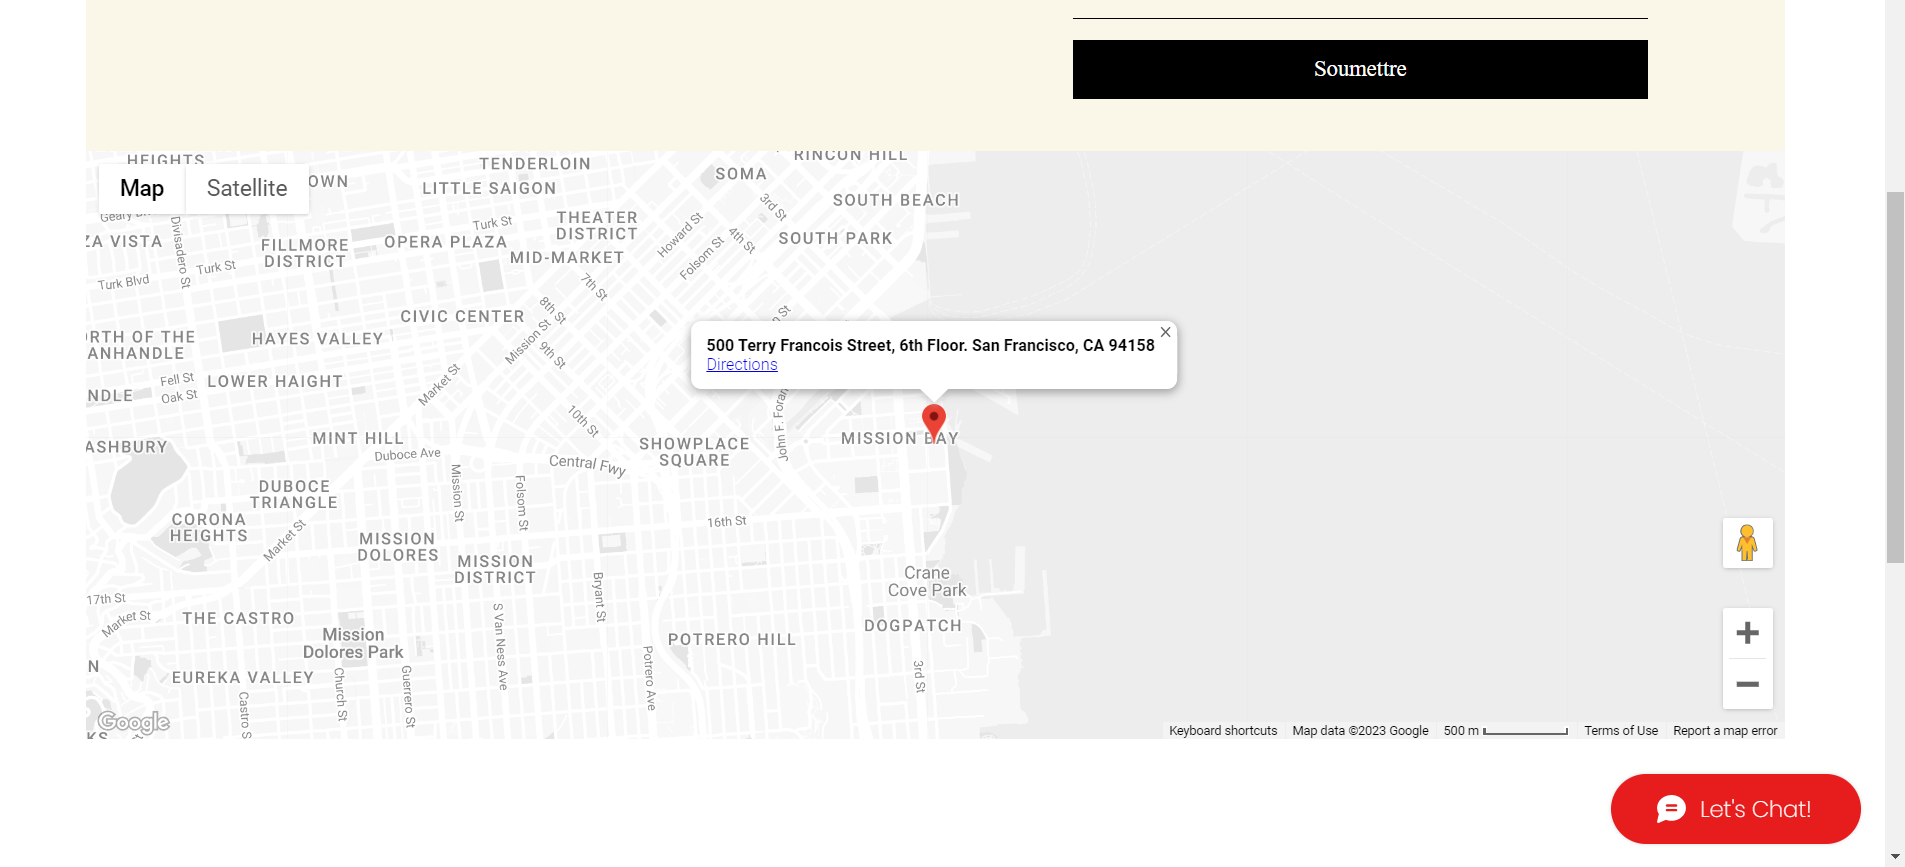 Soumettre
HEIGHTS
TENDERLOIN
RINCON HILL
SOMA
Map
Satellite
OWN
LITTLE SAIGON
SOUTH BEACH
3rd St
Turk St
THEATER
DISTRICT
Howard St
4th St
Divisadero St
ZA VISTA
FILLMORE
DISTRICT
OPERA PLAZA
SOUTH PARK
MID-MARKET
Folsom St
Turk St
Turk Blvd
7th St
8th St
CIVIC CENTER
RTH OF THE
ANHANDLE
HAYES VALLEY
Mission St
9th St
500 Terry Francois Street, 6th Floor. San Francisco, CA 94158
Directions
Fell St
LOWER HAIGHT
Market St
NDLE
Oak St
10th St
ASHBURY
MINT HILL
Duboce Ave
SHOWPLACE
SQUARE
MISSION BAY
Central Fwy
Mission St
Folsom St
DUBOCE
TRIANGLE
CORONA
HEIGHTS
Market St
16th St
MISSION
DOLORES
MISSION
DISTRICT
Crane
Cove Park
17th St
Market St
THE CASTRO
Bryant St
S Van Ness Ave
Mission
Dolores Park
POTRERO HILL
DOGPATCH
N
EUREKA VALLEY
Church St
Guerrero St
Potrero Ave
3rd St
Castro S
Google
KS
Keyboard shortcuts
Map data ©2023 Google
500 m
Terms of Use
Report a map error
Let's Chat!